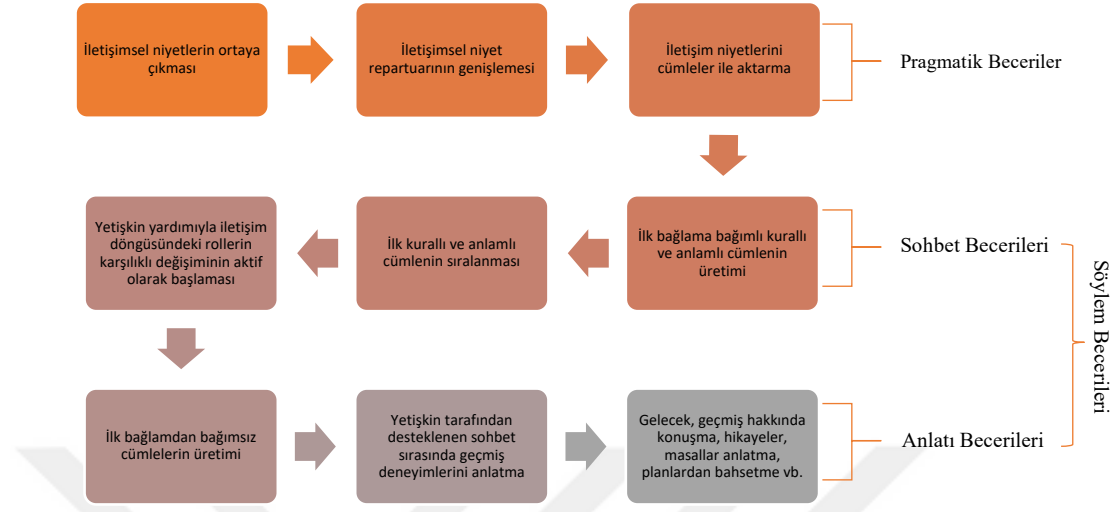 İletişimsel niyetlerin ortaya
çıkması
İletişimsel niyet
repartuarının genişlemesi
İletişim niyetlerini
cümleler ile aktarma
Pragmatik Beceriler
Yetişkin yardımıyla iletişim
döngüsündeki rollerin
karşılıklı değişiminin aktif
olarak başlaması
İlk kurallı ve anlamlı
cümlenin sıralanması
İlk bağlama bağımlı kurallı
ve anlamlı cümlenin
üretimi
Sohbet Becerileri
Söylem Becerileri
İlk bağlamdan bağımsız
cümlelerin üretimi
Yetişkin tarafından
desteklenen sohbet
sırasında geçmiş
deneyimlerini anlatma
Gelecek, geçmiş hakkında
konuşma, hikayeler,
masallar anlatma,
planlardan bahsetme vb.
Anlatı Becerileri